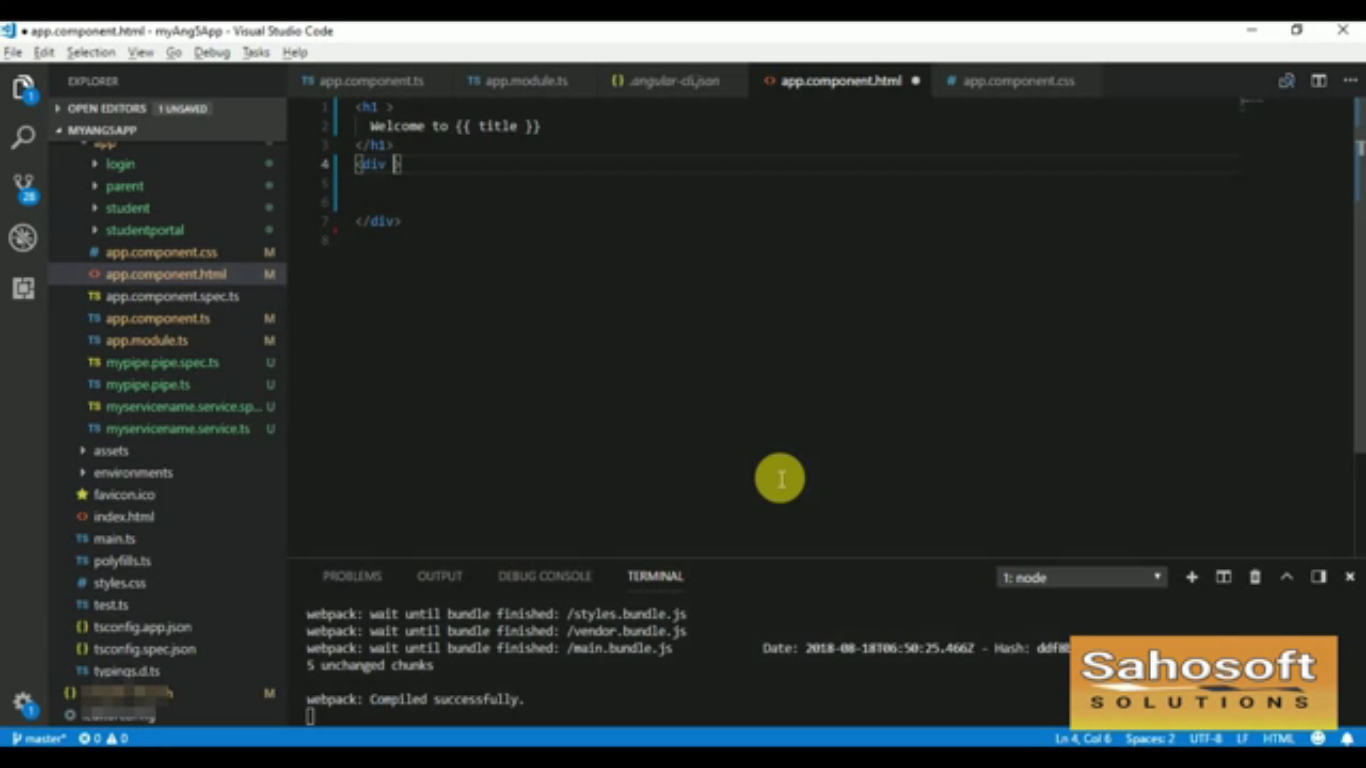 app.component.html - myAng5App - Visual Studio Code
File Edit Selection View Go Debug Tasks Help
EXPLORER
OPEN EDITORS 1 UNSAVED
MYANG5APP
app
login
parent
student
studentportal
app.component.css M
app.component.html M
app.component.spec.ts
app.component.ts M
app.module.ts M
mypipe.pipe.spec.ts U
mypipe.pipe.ts U
myservicename.service.sp... U
myservicename.service.ts U
assets
environments
favicon.ico
index.html
main.ts
polyfills.ts
styles.css
test.ts
tsconfig.app.json
tsconfig.spec.json
typings.d.ts
M
1
28
1
TS app.component.ts TS app.module.ts {} .angular-cli.json <> app.component.html ● # app.component.css
1 <h1 >
2 Welcome to {{ title }}
3 </h1>
4 <div >
5
6
7 </div>
8
PROBLEMS OUTPUT DEBUG CONSOLE TERMINAL 1: node
webpack: wait until bundle finished: /styles.bundle.js
webpack: wait until bundle finished: /vendor.bundle.js
webpack: wait until bundle finished: /main.bundle.js Date: 2018-08-18T06:50:25.466Z - Hash:
5 unchanged chunks
webpack: Compiled successfully.
Sahosoft
SOLUTIONS
master* 0 0 Ln 4, Col 6 Spaces: 2 UTF-8 LF HTML